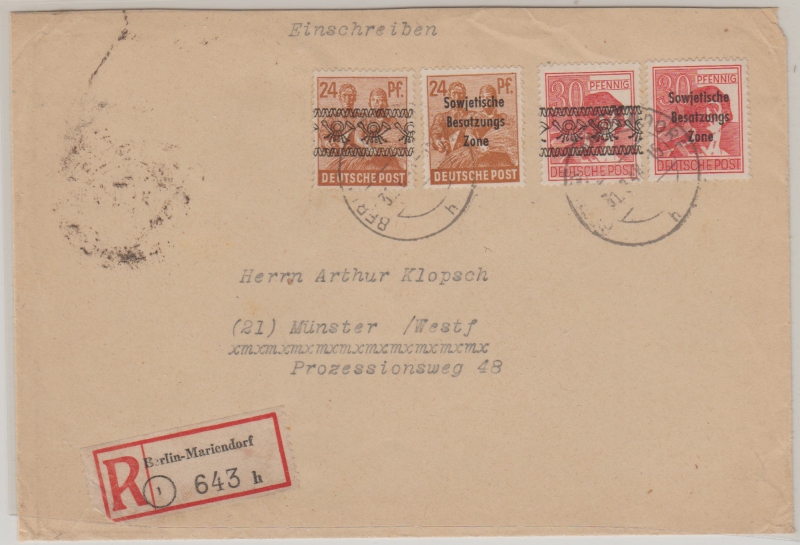 Einschreiben
24 Pf.
DEUTSCHE POST
24 Pf.
Sowjetische
Besatzungs
Zone
DEUTSCHE POST
30 PFENNIG
DEUTSCHE POST
30 PFENNIG
Sowjetische
Besatzungs
Zone
DEUTSCHE POST
h
h
Herrn Arthur Klopsch
(21) Münster /Westf
xmxmxmxmxmxmxmxmxmxmxmx
Prozessionsweg 48
R
Berlin-Mariendorf
1
643 h